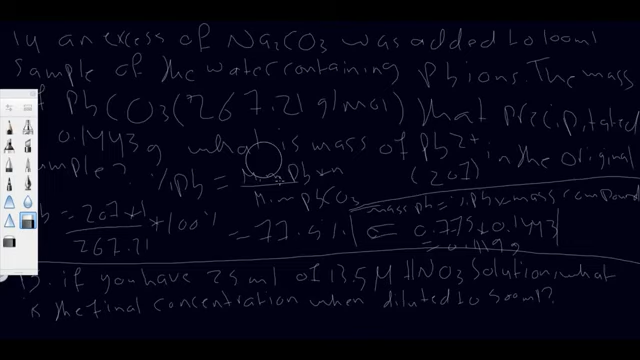 14 an excess of Na2CO3 was added to 100ml
sample of the water containing Pb ions. The mass
of PbCO3 (267.21 g/mol) that precipitated
0.1443 g what is mass of Pb2+ in the original
sample? %Pb = Pb*n (207)
M.m PbCO3 mass pb = %Pb * mass compound
= 207*1 *100% = 77.5% = 0.775*0.1443
267.21 = 0.1119 g
15. if you have 25 ml of 13.5 M HNO3 solution, what
is the final concentration when diluted to 500ml?